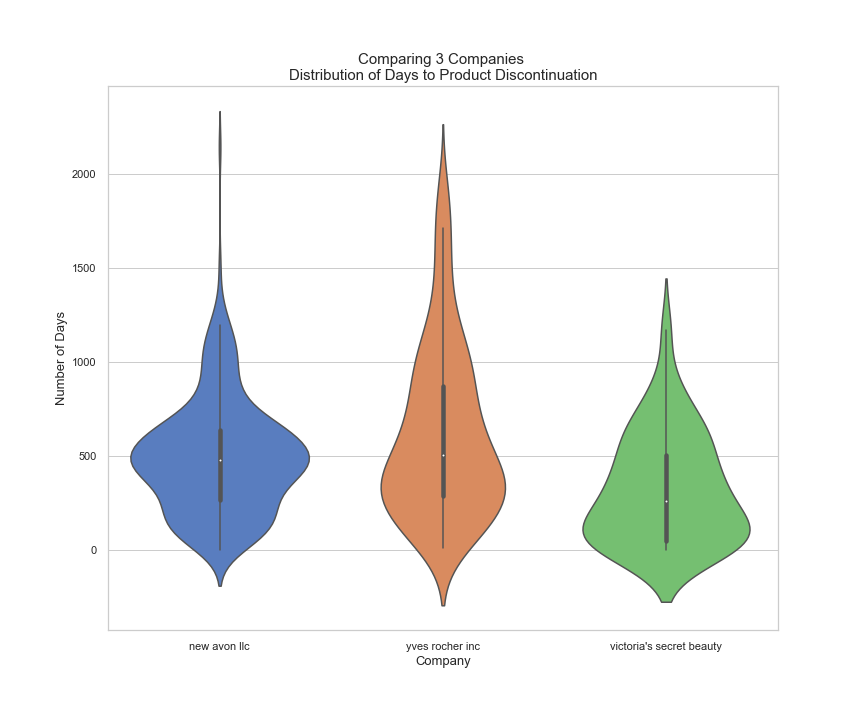 Comparing 3 Companies
Distribution of Days to Product Discontinuation
Number of Days
2000
1500
1000
500
0
new avon llc
yves rocher inc
victoria's secret beauty
Company